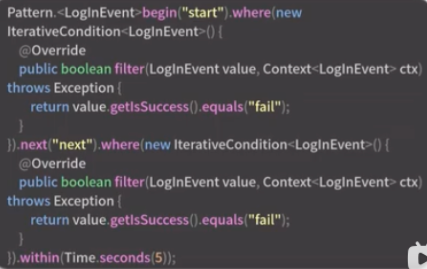 Pattern.<LogInEvent>begin("start").where(new
IterativeCondition<LogInEvent>() {
@Override
public boolean filter(LogInEvent value, Context<LogInEvent> ctx)
throws Exception {
return value.getIsSuccess().equals("fail");
}
}).next("next").where(new IterativeCondition<LogInEvent>() {
@Override
public boolean filter(LogInEvent value, Context<LogInEvent> ctx)
throws Exception {
return value.getIsSuccess().equals("fail");
}
}).within(Time.seconds(5));